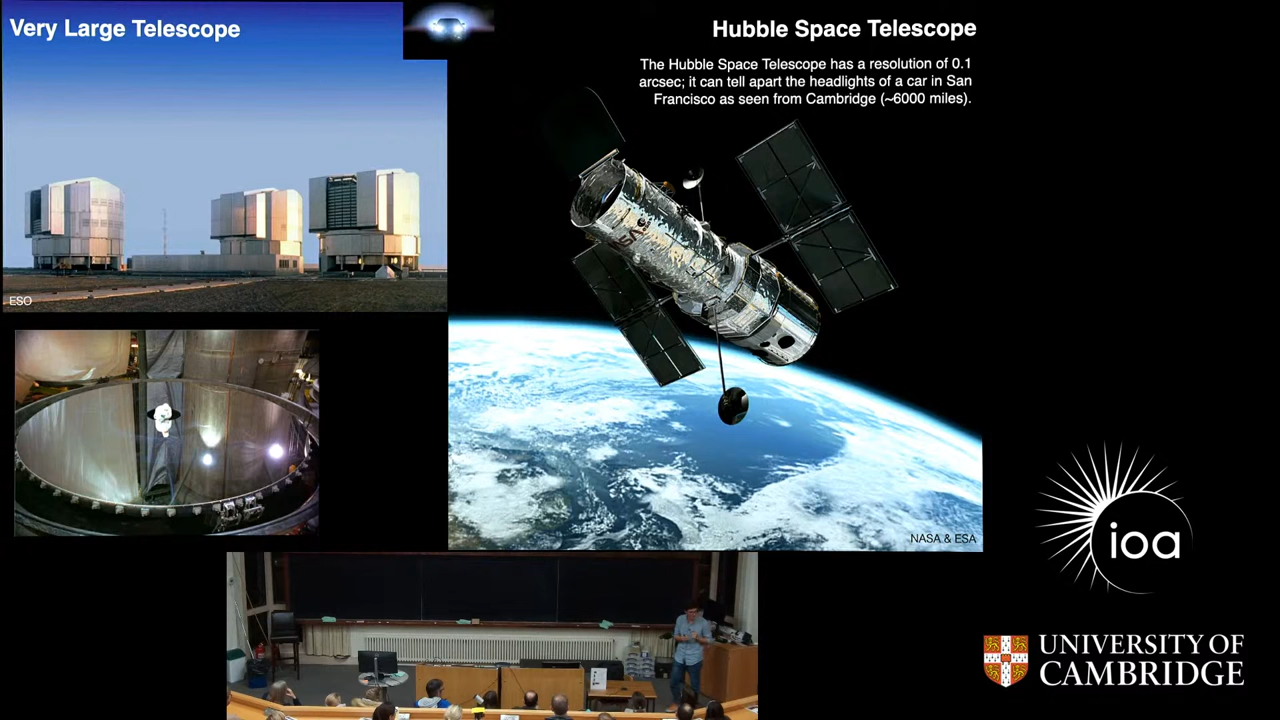 Very Large Telescope
Hubble Space Telescope
The Hubble Space Telescope has a resolution of 0.1
arcsec; it can tell apart the headlights of a car in San
Francisco as seen from Cambridge (~6000 miles).
ESO
NASA & ESA
ioa
UNIVERSITY OF
CAMBRIDGE